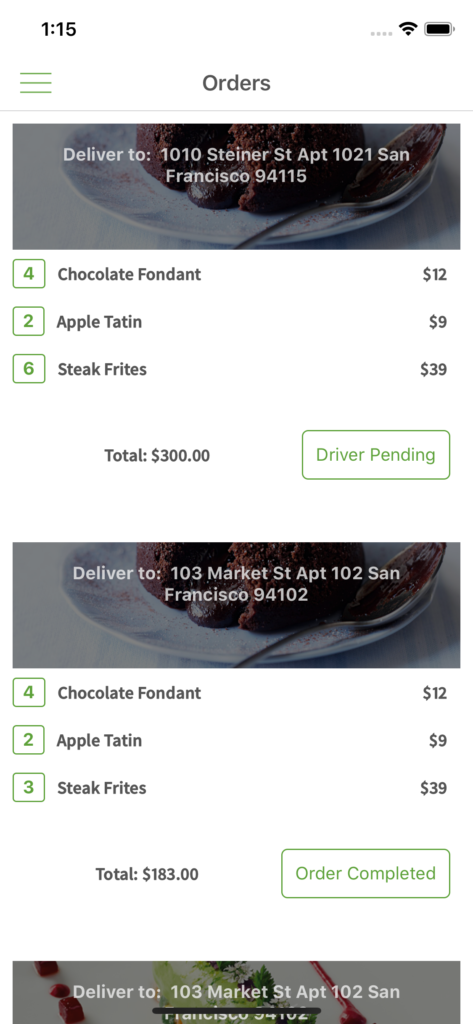 1:15
Orders
Deliver to: 1010 Steiner St Apt 1021 San
Francisco 94115
4 Chocolate Fondant $12
2 Apple Tatin $9
6 Steak Frites $39
Total: $300.00 Driver Pending
Deliver to: 103 Market St Apt 102 San
Francisco 94102
4 Chocolate Fondant $12
2 Apple Tatin $9
3 Steak Frites $39
Total: $183.00 Order Completed
Deliver to: 103 Market St Apt 102 San
Francisco 94102